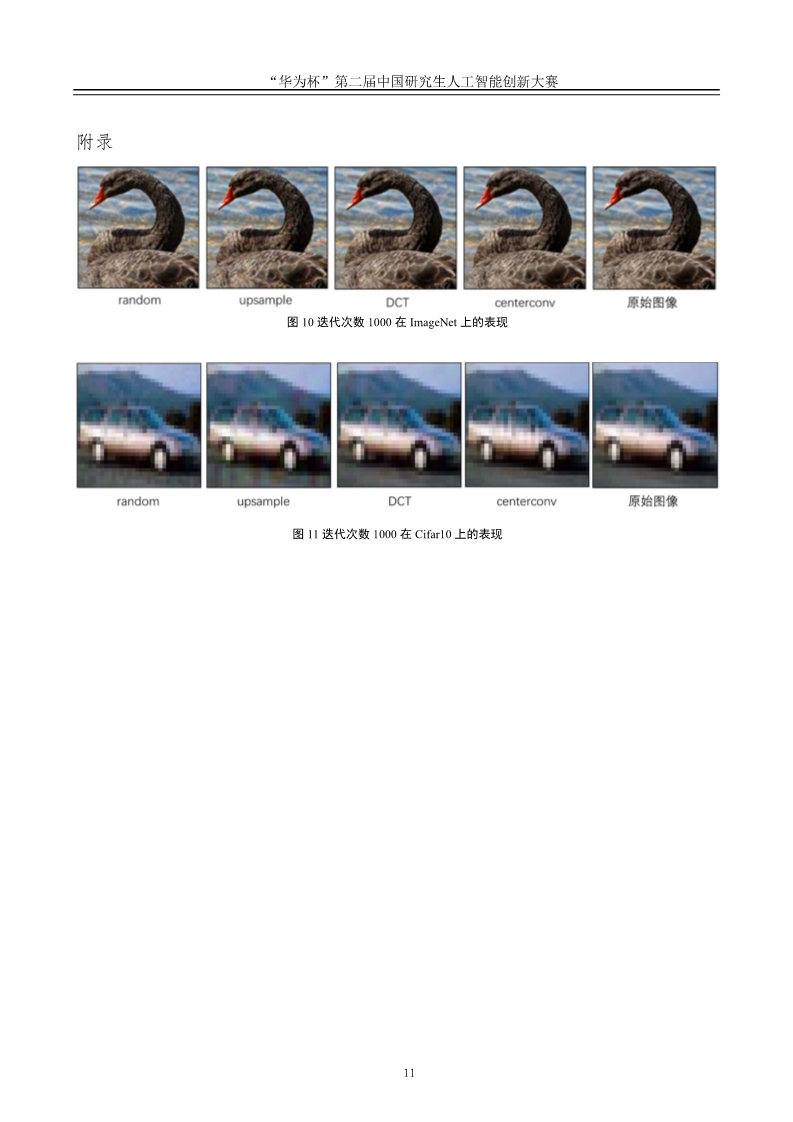 “华为杯”第二届中国研究生人工智能创新大赛
附录
random upsample DCT centerconv 原始图像
图 10 迭代次数 1000 在 ImageNet 上的表现
random upsample DCT centerconv 原始图像
图 11 迭代次数 1000 在 Cifar10 上的表现
11